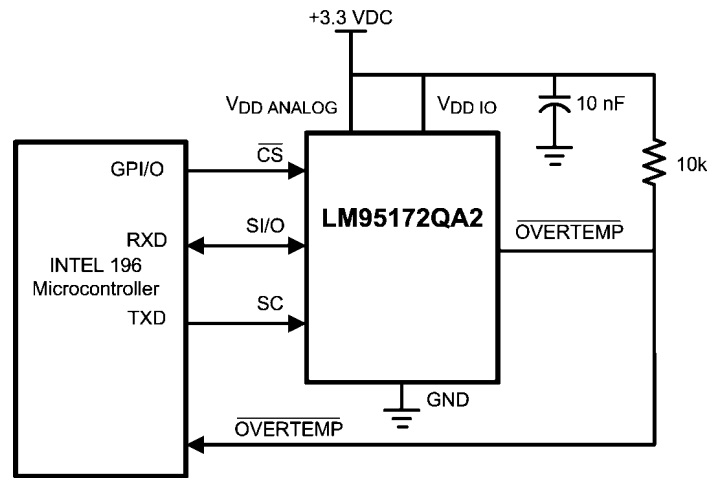 +3.3 VDC
VDD ANALOG
VDD IO
10 nF
10k
GPI/O
CS
LM95172QA2
RXD
SI/O
OVERTEMP
INTEL 196
Microcontroller
TXD
SC
GND
OVERTEMP